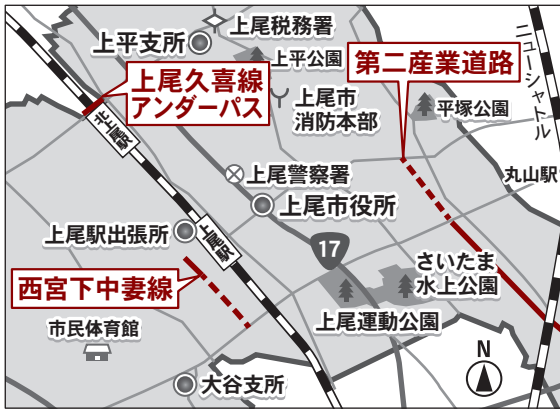 上尾税務署
上平支所
上平公園
第二産業道路
ニューシャトル
上尾久喜線
アンダーパス
上尾市
消防本部
平塚公園
北上尾駅
上尾警察署
丸山駅
上尾市役所
上尾駅出張所
上尾駅
17
さいたま
水上公園
西宮下中妻線
上尾運動公園
市民体育館
N
大谷支所